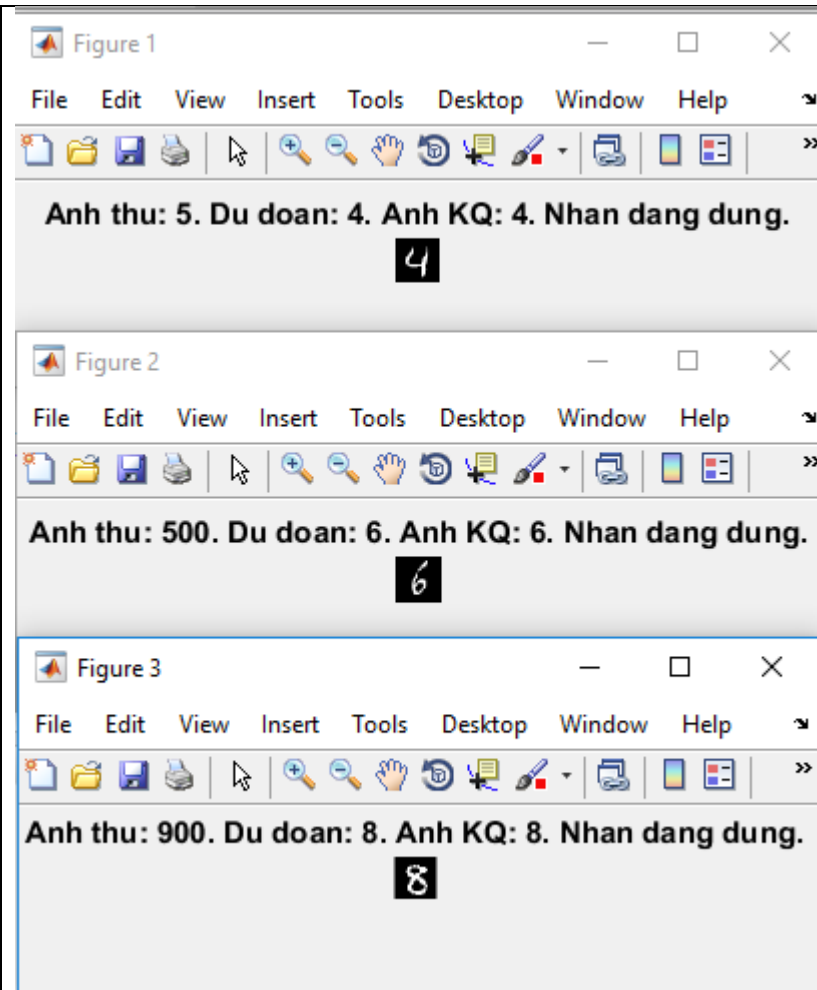 Figure 1
File Edit View Insert Tools Desktop Window Help
Anh thu: 5. Du doan: 4. Anh KQ: 4. Nhan dang dung.
4
Figure 2
File Edit View Insert Tools Desktop Window Help
Anh thu: 500. Du doan: 6. Anh KQ: 6. Nhan dang dung.
6
Figure 3
File Edit View Insert Tools Desktop Window Help
Anh thu: 900. Du doan: 8. Anh KQ: 8. Nhan dang dung.
8